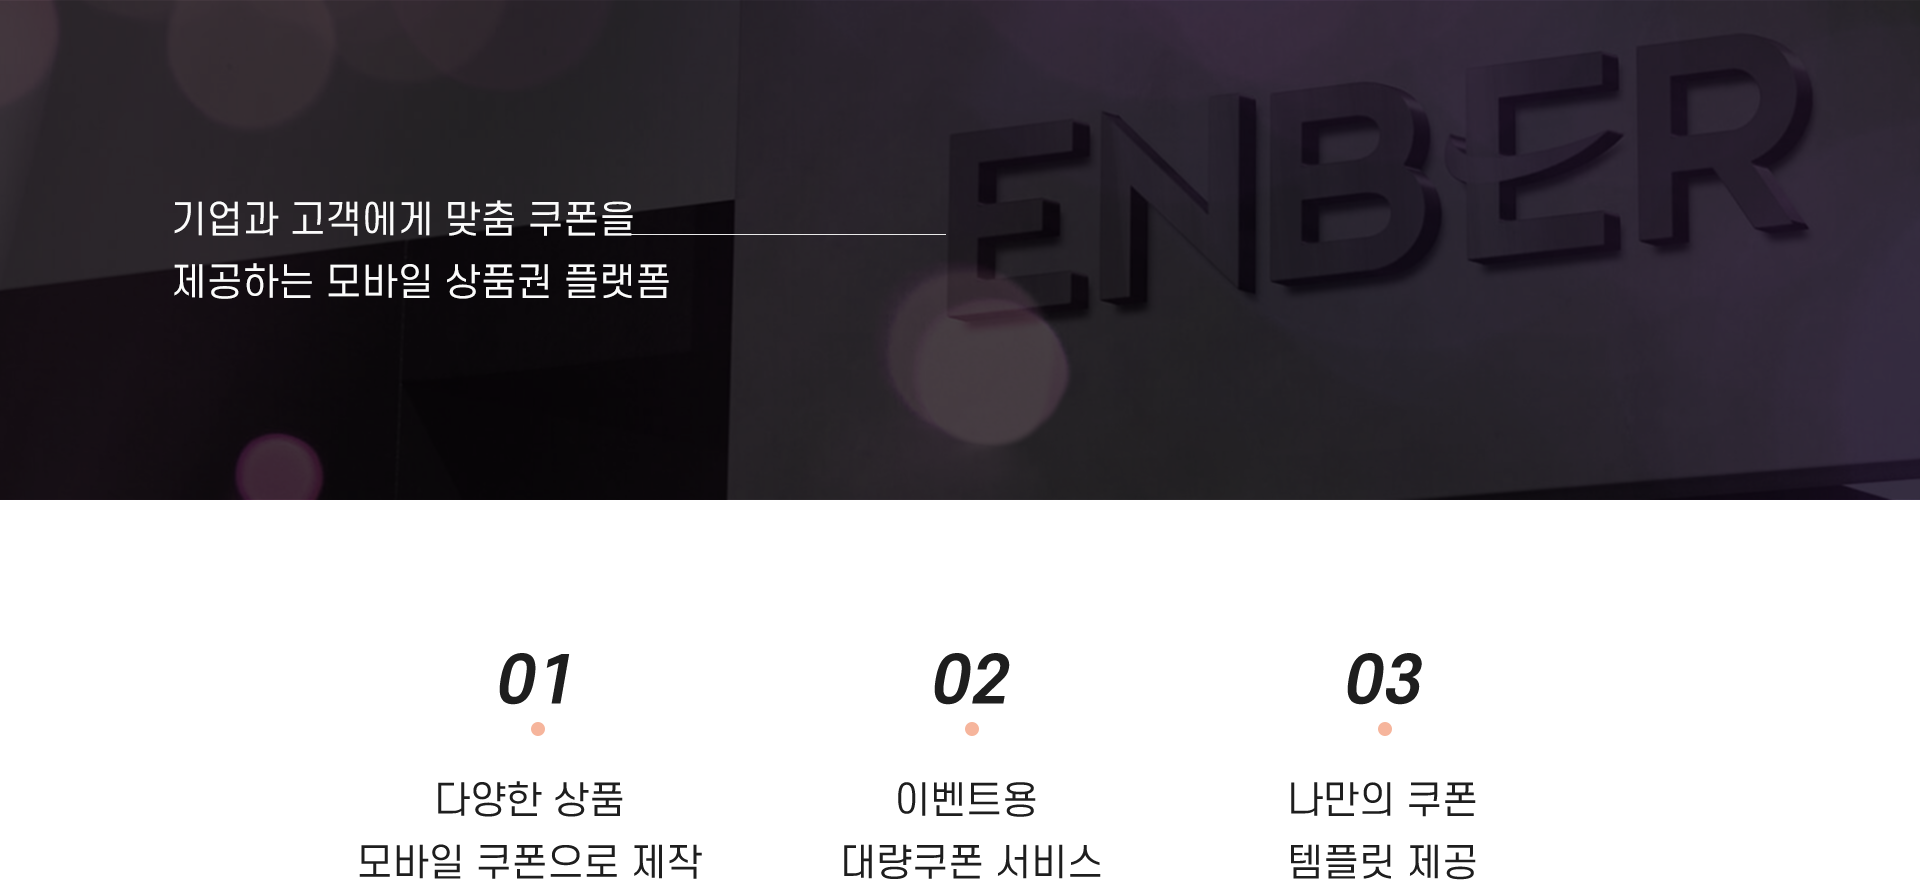 ENBER
기업과 고객에게 맞춤 쿠폰을
제공하는 모바일 상품권 플랫폼
01
다양한 상품
모바일 쿠폰으로 제작
02
이벤트용
대량쿠폰 서비스
03
나만의 쿠폰
템플릿 제공